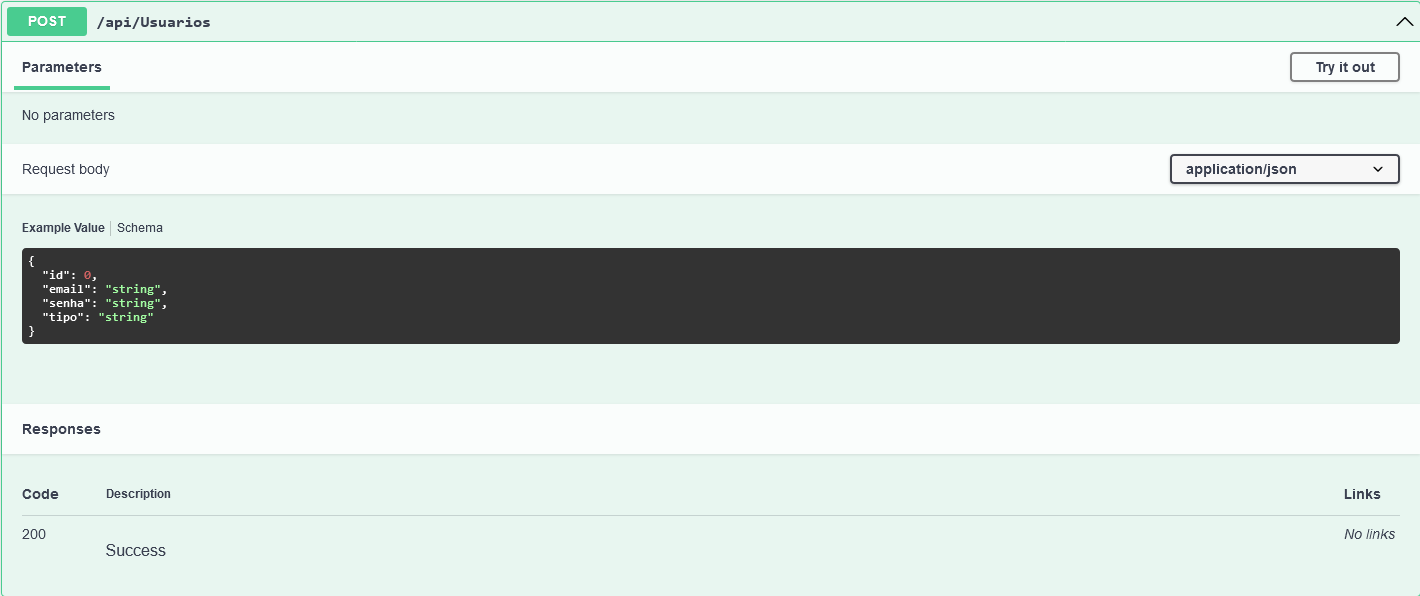 POST /api/Usuarios
Parameters
Try it out
No parameters
Request body
application/json
Example Value
Schema
{
  "id": 0,
  "email": "string",
  "senha": "string",
  "tipo": "string"
}
Responses
Code Description Links
200
Success
No links